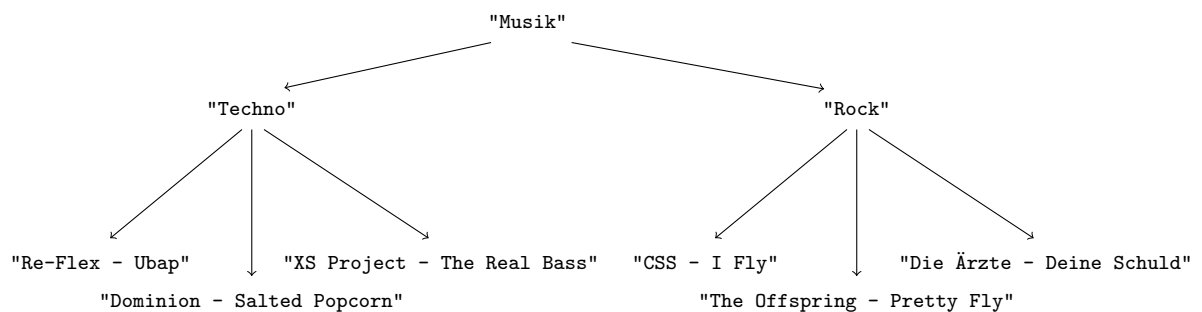 "Musik"
"Techno"
"Rock"
"Re-Flex - Ubap"
"XS Project - The Real Bass"
"CSS - I Fly"
"Die Ärzte - Deine Schuld"
"Dominion - Salted Popcorn"
"The Offspring - Pretty Fly"